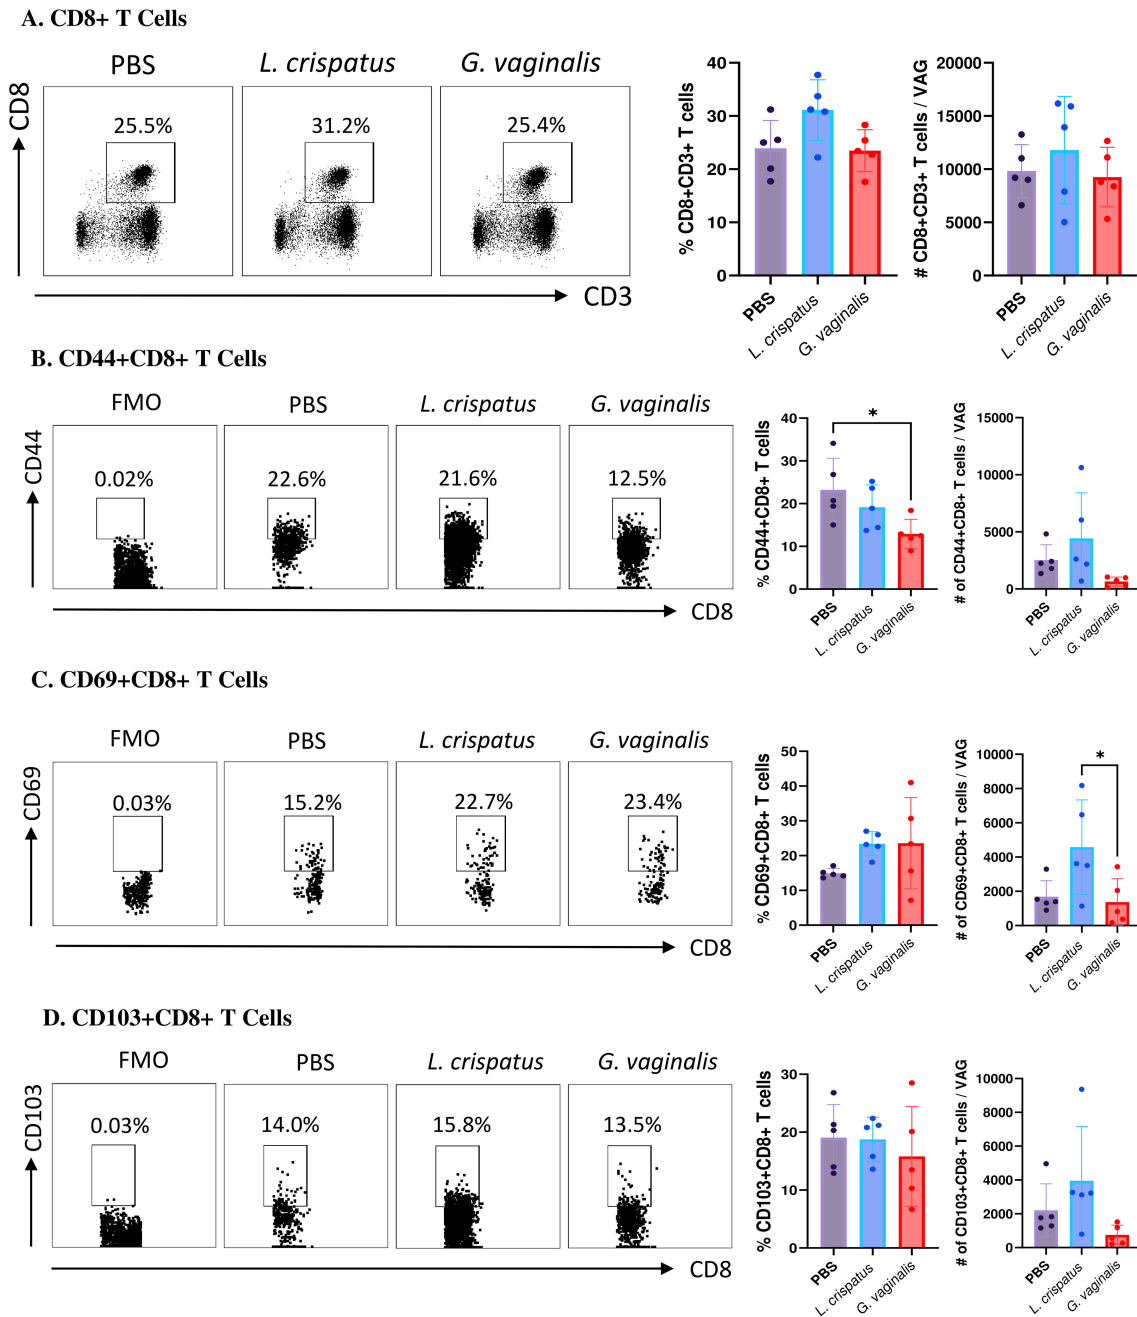 A. CD8+ T Cells
PBS
L. crispatus
G. vaginalis
CD8
25.5%
31.2%
25.4%
CD3
% CD8+CD3+ T cells
40
30
20
10
0
PBS
L. crispatus
G. vaginalis
# CD8+CD3+ T cells / VAG
20000
15000
10000
5000
0
PBS
L. crispatus
G. vaginalis
B. CD44+CD8+ T Cells
FMO
PBS
L. crispatus
G. vaginalis
CD44
0.02%
22.6%
21.6%
12.5%
CD8
% CD44+CD8+ T cells
40
30
20
10
0
*
PBS
L. crispatus
G. vaginalis
# of CD44+CD8+ T cells / VAG
15000
10000
5000
0
PBS
L. crispatus
G. vaginalis
C. CD69+CD8+ T Cells
FMO
PBS
L. crispatus
G. vaginalis
CD69
0.03%
15.2%
22.7%
23.4%
CD8
% CD69+CD8+ T cells
50
40
30
20
10
0
PBS
L. crispatus
G. vaginalis
# of CD69+CD8+ T cells / VAG
10000
8000
6000
4000
2000
0
*
PBS
L. crispatus
G. vaginalis
D. CD103+CD8+ T Cells
FMO
PBS
L. crispatus
G. vaginalis
CD103
0.03%
14.0%
15.8%
13.5%
CD8
% CD103+CD8+ T cells
30
20
10
0
PBS
L. crispatus
G. vaginalis
# of CD103+CD8+ T cells / VAG
10000
8000
6000
4000
2000
0
PBS
L. crispatus
G. vaginalis